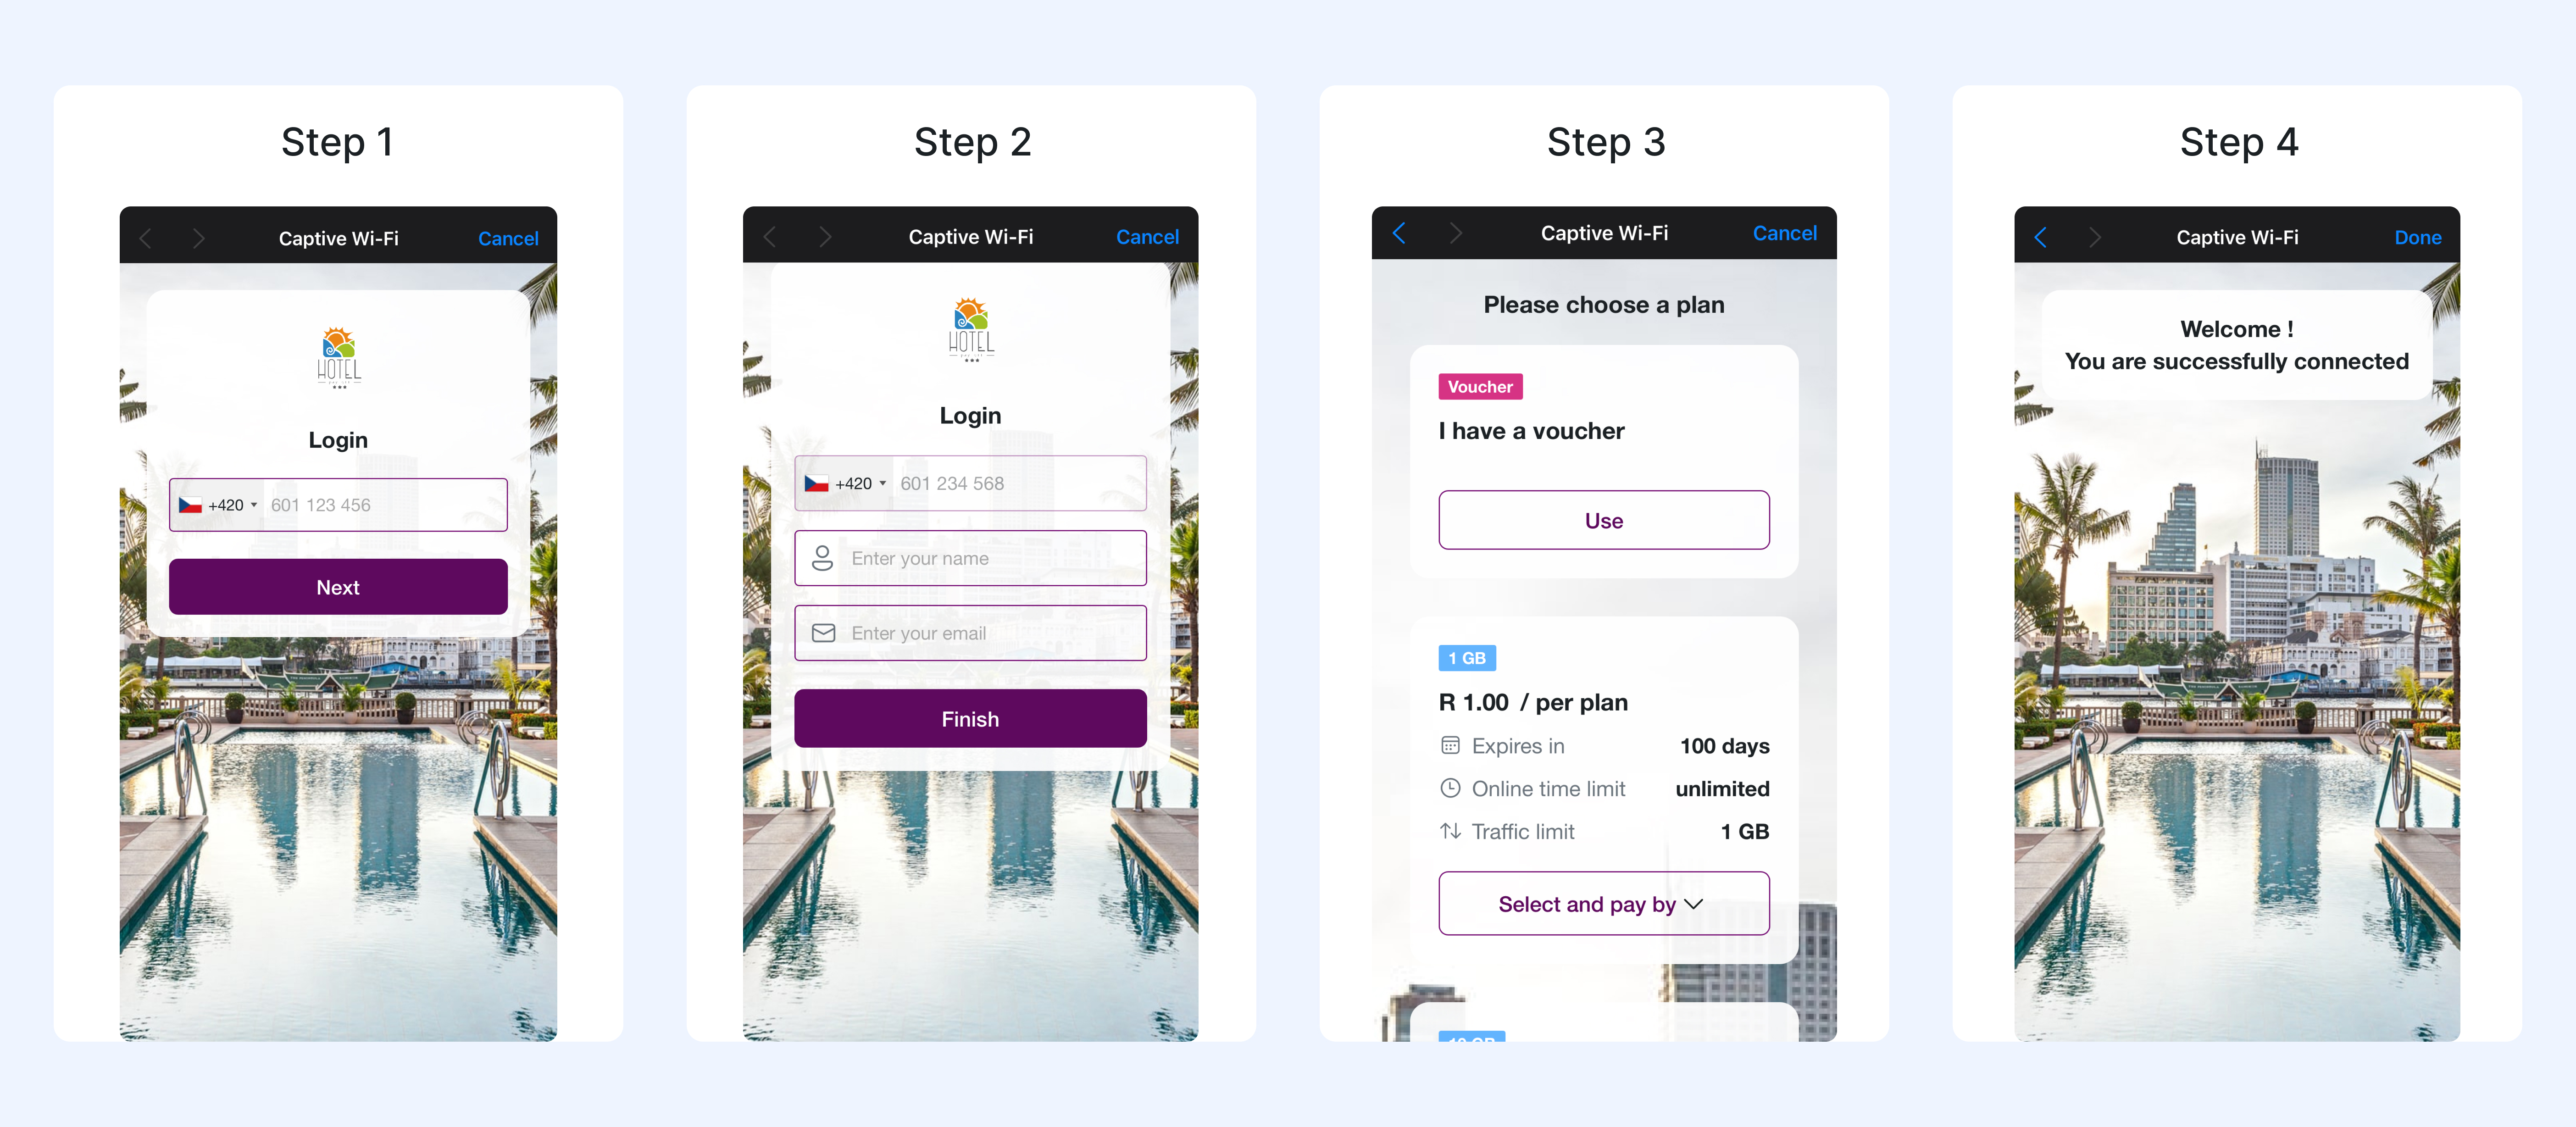 Step 1
Captive Wi-Fi
Cancel
HOTEL
Login
+420
601 123 456
Next
Step 2
Captive Wi-Fi
Cancel
HOTEL
Login
+420
601 234 568
Enter your name
Enter your email
Finish
Step 3
Captive Wi-Fi
Cancel
Please choose a plan
Voucher
I have a voucher
Use
1 GB
R 1.00 / per plan
Expires in 100 days
Online time limit unlimited
Traffic limit 1 GB
Select and pay by
Step 4
Captive Wi-Fi
Done
Welcome !
You are successfully connected